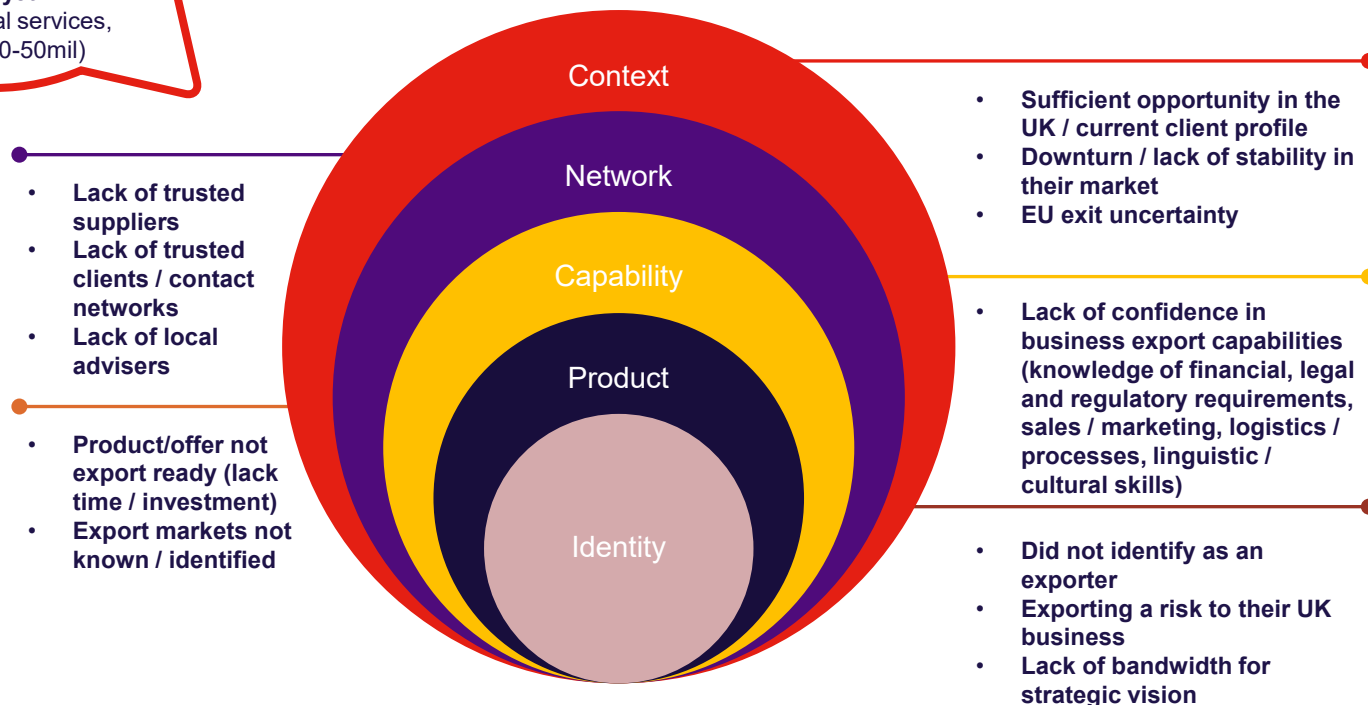 al services,
0-50mil)
Context
Network
Capability
Product
Identity
• Lack of trusted
suppliers
• Lack of trusted
clients / contact
networks
• Lack of local
advisers
• Product/offer not
export ready (lack
time / investment)
• Export markets not
known / identified
• Sufficient opportunity in the
UK / current client profile
• Downturn / lack of stability in
their market
• EU exit uncertainty
• Lack of confidence in
business export capabilities
(knowledge of financial, legal
and regulatory requirements,
sales / marketing, logistics /
processes, linguistic /
cultural skills)
• Did not identify as an
exporter
• Exporting a risk to their UK
business
• Lack of bandwidth for
strategic vision